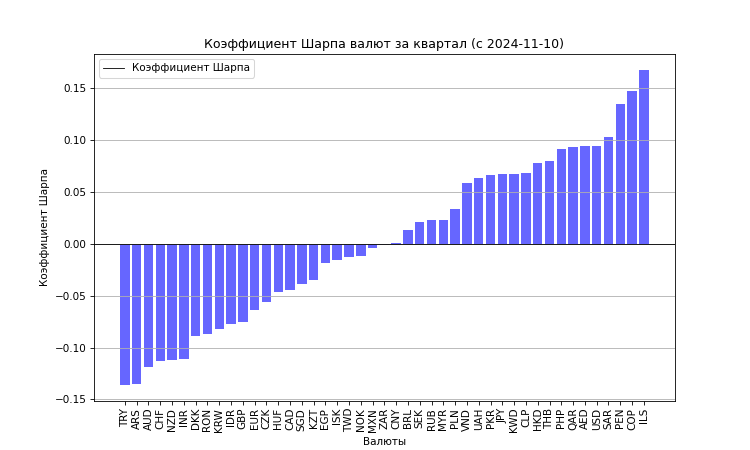 Коэффициент Шарпа валют за квартал (с 2024-11-10)
Коэффициент Шарпа
0.15
0.10
0.05
0.00
−0.05
−0.10
−0.15
Коэффициент Шарпа
TRY
ARS
AUD
CHF
NZD
INR
DKK
RON
KRW
IDR
GBP
EUR
CZK
HUF
CAD
SGD
KZT
EGP
ISK
TWD
NOK
MXN
ZAR
CNY
BRL
SEK
RUB
MYR
PLN
VND
UAH
PKR
JPY
KWD
CLP
HKD
THB
PHP
QAR
AED
USD
SAR
PEN
COP
ILS
Валюты